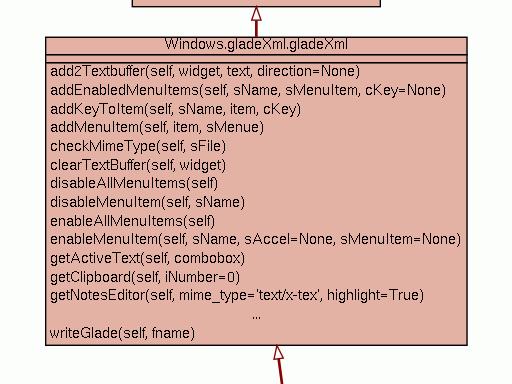 Windows.gladeXml.gladeXml
add2Textbuffer(self, widget, text, direction=None)
addEnabledMenuItems(self, sName, sMenuItem, cKey=None)
addKeyToItem(self, sName, item, cKey)
addMenuItem(self, item, sMenue)
checkMimeType(self, sFile)
clearTextBuffer(self, widget)
disableAllMenuItems(self)
disableMenuItem(self, sName)
enableAllMenuItems(self)
enableMenuItem(self, sName, sAccel=None, sMenuItem=None)
getActiveText(self, combobox)
getClipboard(self, iNumber=0)
getNotesEditor(self, mime_type='text/x-tex', highlight=True)
...
writeGlade(self, fname)